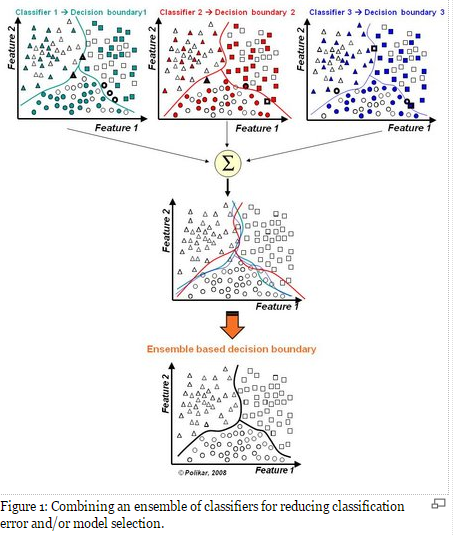 Classifier 1 → Decision boundary1
Classifier 2 → Decision boundary 2
Classifier 3 → Decision boundary 3
Feature 2
Feature 2
Feature 2
Feature 1
Feature 1
Feature 1
Σ
Feature 2
Feature 1
Ensemble based decision boundary
Feature 2
Feature 1
© Polikar, 2008
Figure 1: Combining an ensemble of classifiers for reducing classification
error and/or model selection.